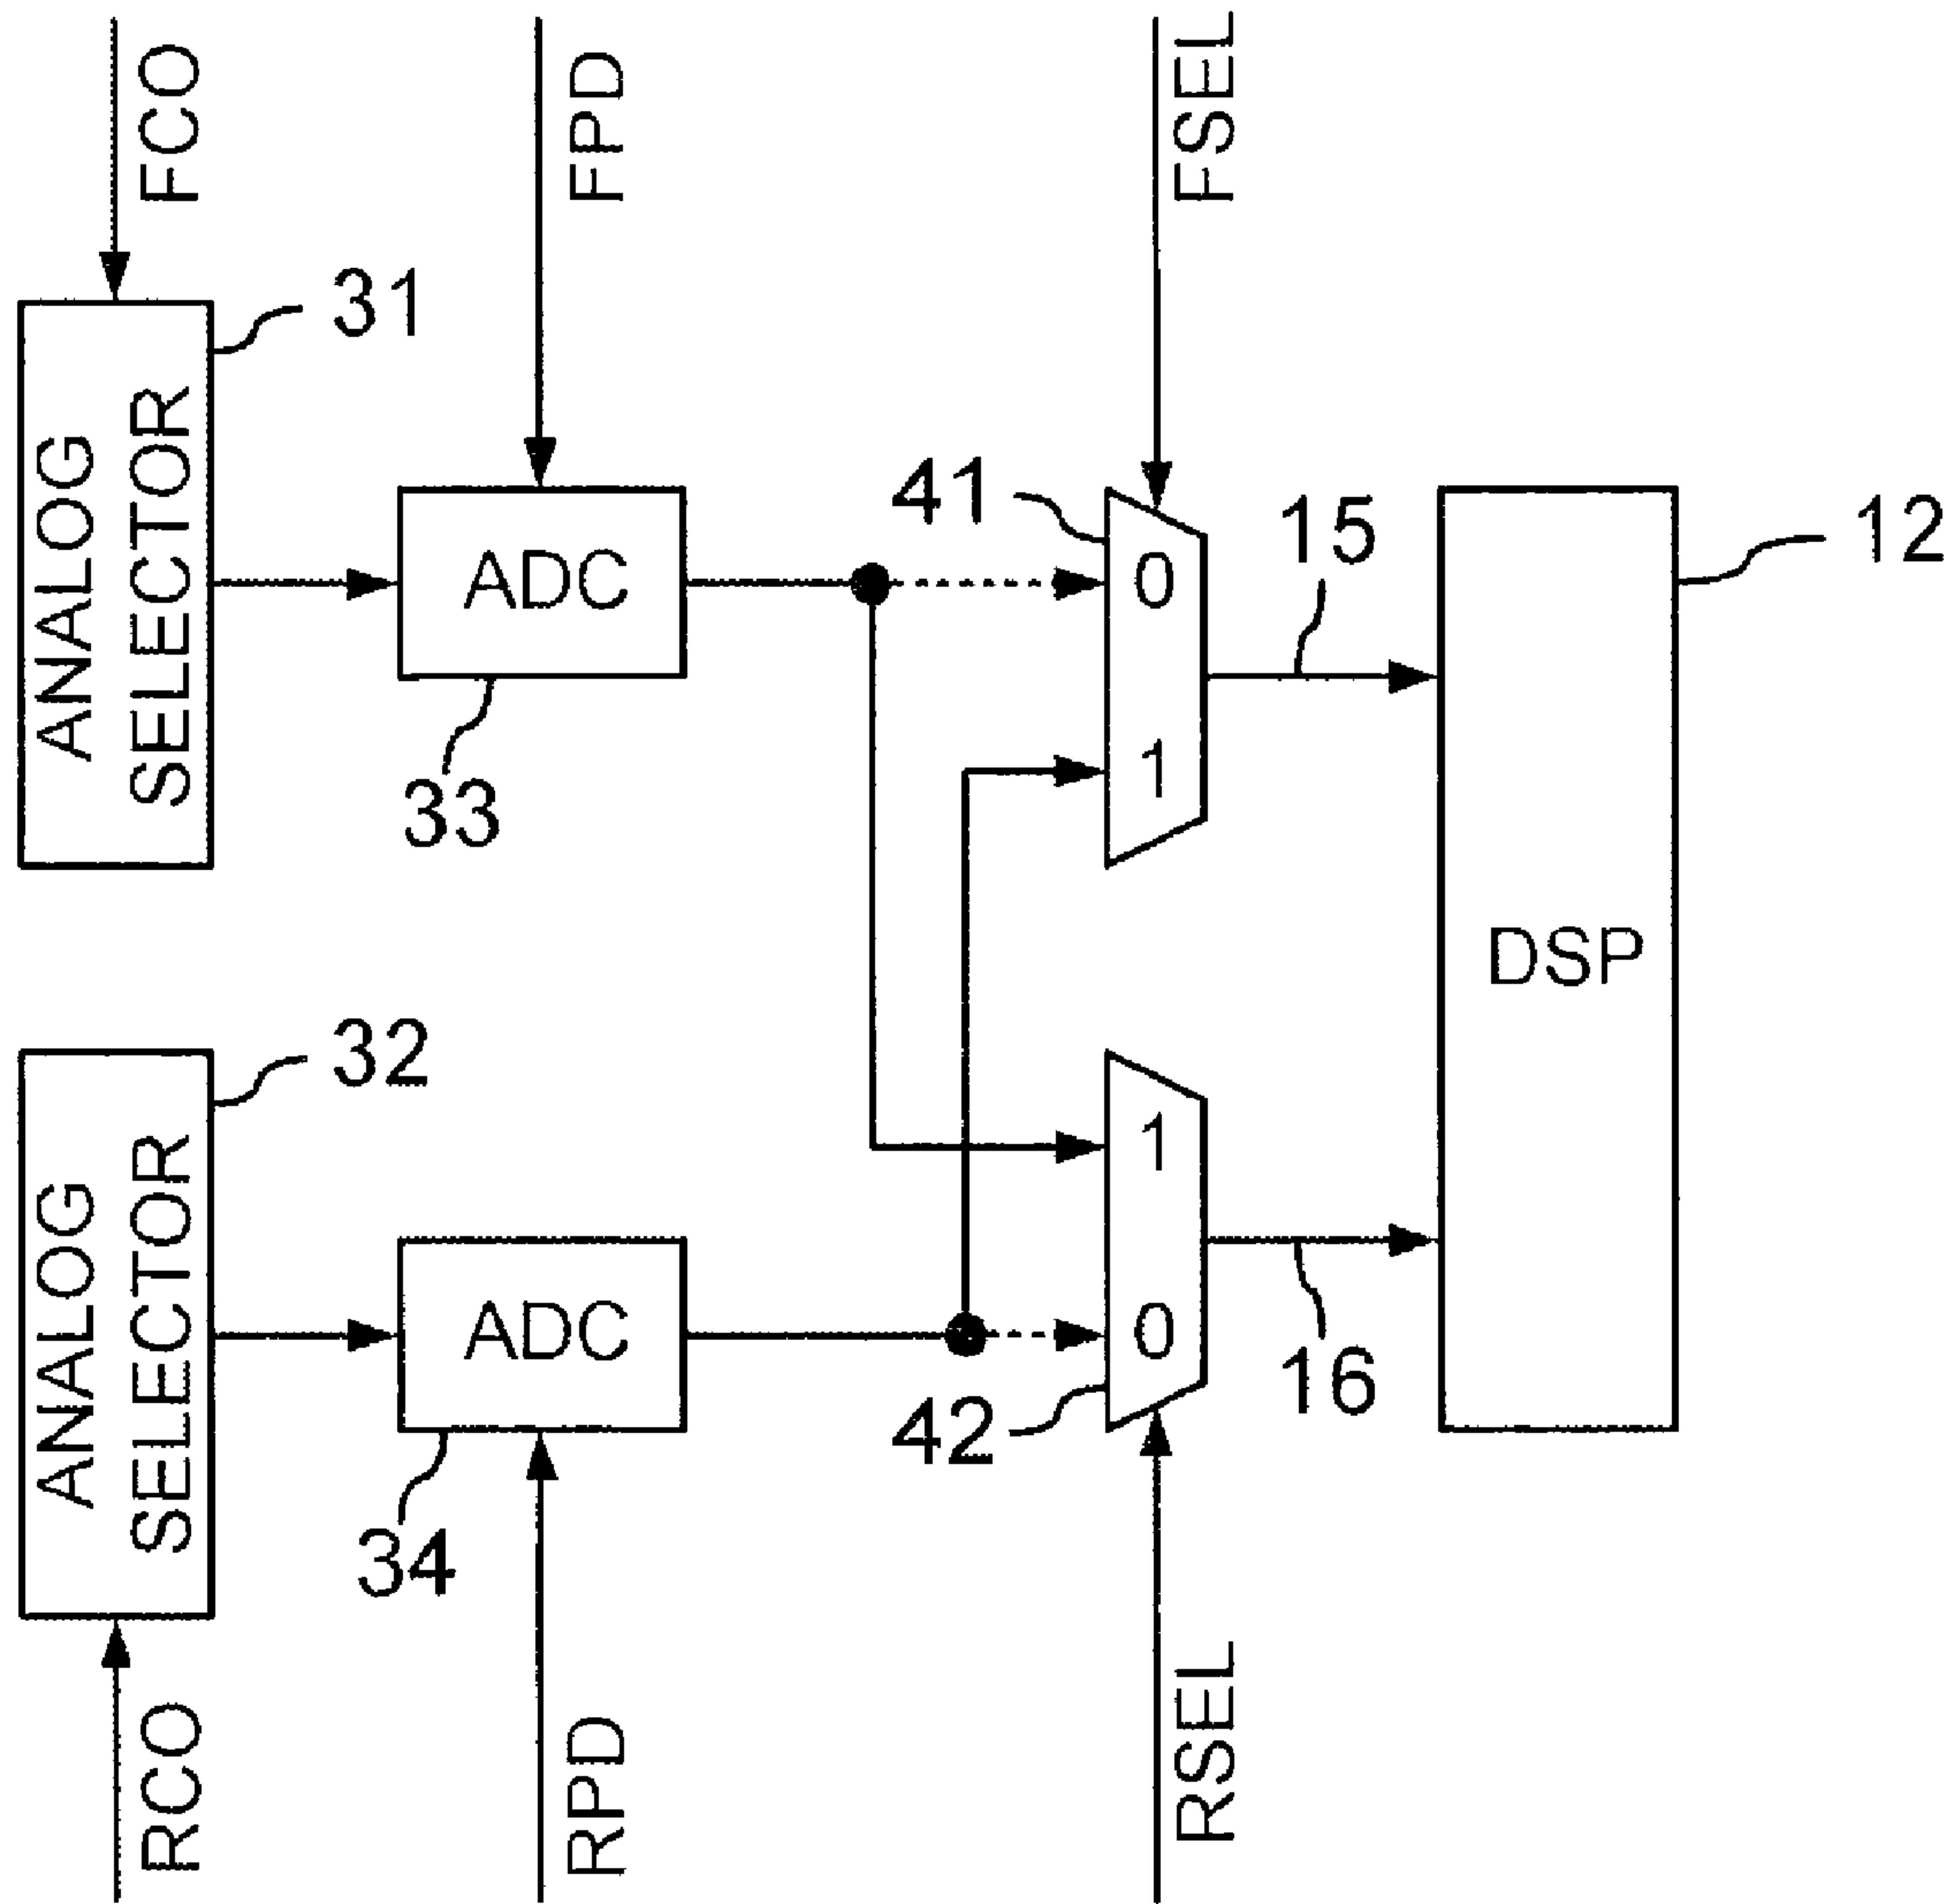 FCO
FPD
FSEL
31
ANALOG
SELECTOR
ADC
33
41
0
1
15
12
DSP
32
ANALOG
SELECTOR
ADC
34
1
0
42
16
RCO
RPD
RSEL